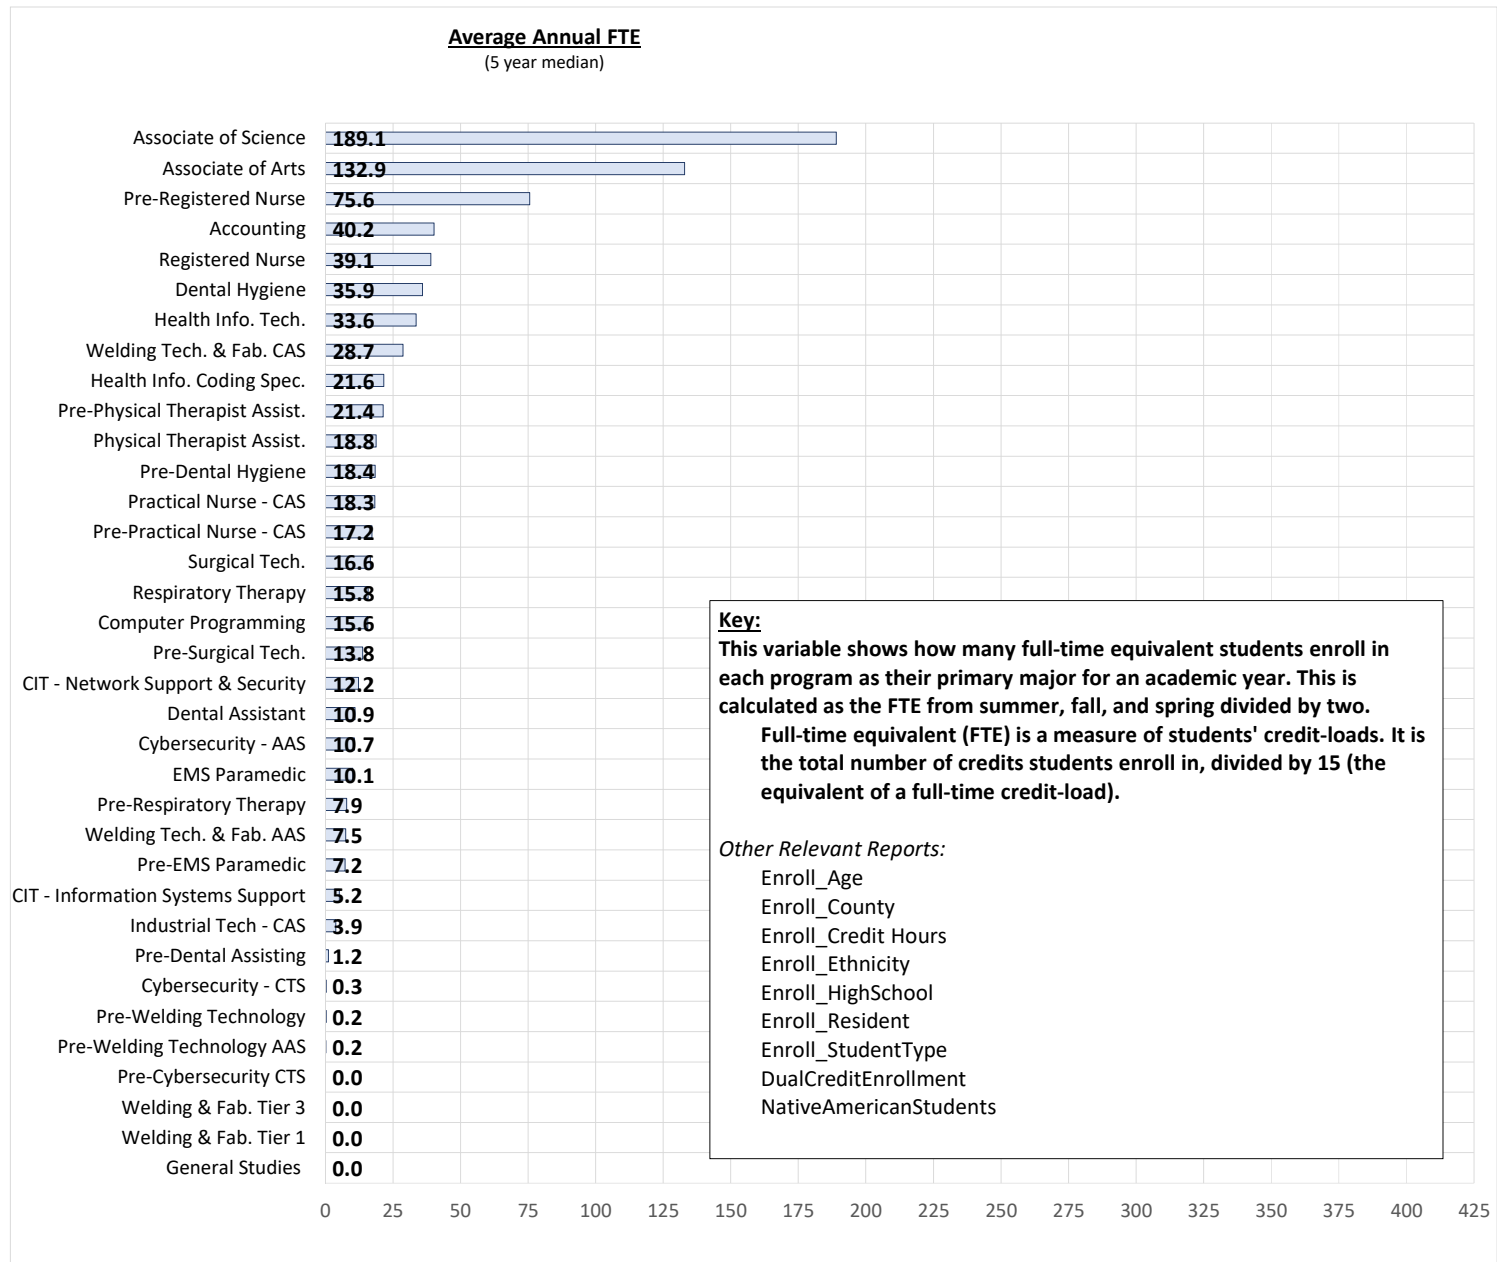 Average Annual FTE
(5 year median)
Associate of Science 189.1
Associate of Arts 132.9
Pre-Registered Nurse 75.6
Accounting 40.2
Registered Nurse 39.1
Dental Hygiene 35.9
Health Info. Tech. 33.6
Welding Tech. & Fab. CAS 28.7
Health Info. Coding Spec. 21.6
Pre-Physical Therapist Assist. 21.4
Physical Therapist Assist. 18.8
Pre-Dental Hygiene 18.4
Practical Nurse - CAS 18.3
Pre-Practical Nurse - CAS 17.2
Surgical Tech. 16.6
Respiratory Therapy 15.8
Computer Programming 15.6
Pre-Surgical Tech. 13.8
CIT - Network Support & Security 12.2
Dental Assistant 10.9
Cybersecurity - AAS 10.7
EMS Paramedic 10.1
Pre-Respiratory Therapy 7.9
Welding Tech. & Fab. AAS 7.5
Pre-EMS Paramedic 7.2
CIT - Information Systems Support 5.2
Industrial Tech - CAS 3.9
Pre-Dental Assisting 1.2
Cybersecurity - CTS 0.3
Pre-Welding Technology 0.2
Pre-Welding Technology AAS 0.2
Pre-Cybersecurity CTS 0.0
Welding & Fab. Tier 3 0.0
Welding & Fab. Tier 1 0.0
General Studies 0.0
0 25 50 75 100 125 150 175 200 225 250 275 300 325 350 375 400 425
Key:
This variable shows how many full-time equivalent students enroll in
each program as their primary major for an academic year. This is
calculated as the FTE from summer, fall, and spring divided by two.
Full-time equivalent (FTE) is a measure of students' credit-loads. It is
the total number of credits students enroll in, divided by 15 (the
equivalent of a full-time credit-load).
Other Relevant Reports:
Enroll_Age
Enroll_County
Enroll_Credit Hours
Enroll_Ethnicity
Enroll_HighSchool
Enroll_Resident
Enroll_StudentType
DualCreditEnrollment
NativeAmericanStudents